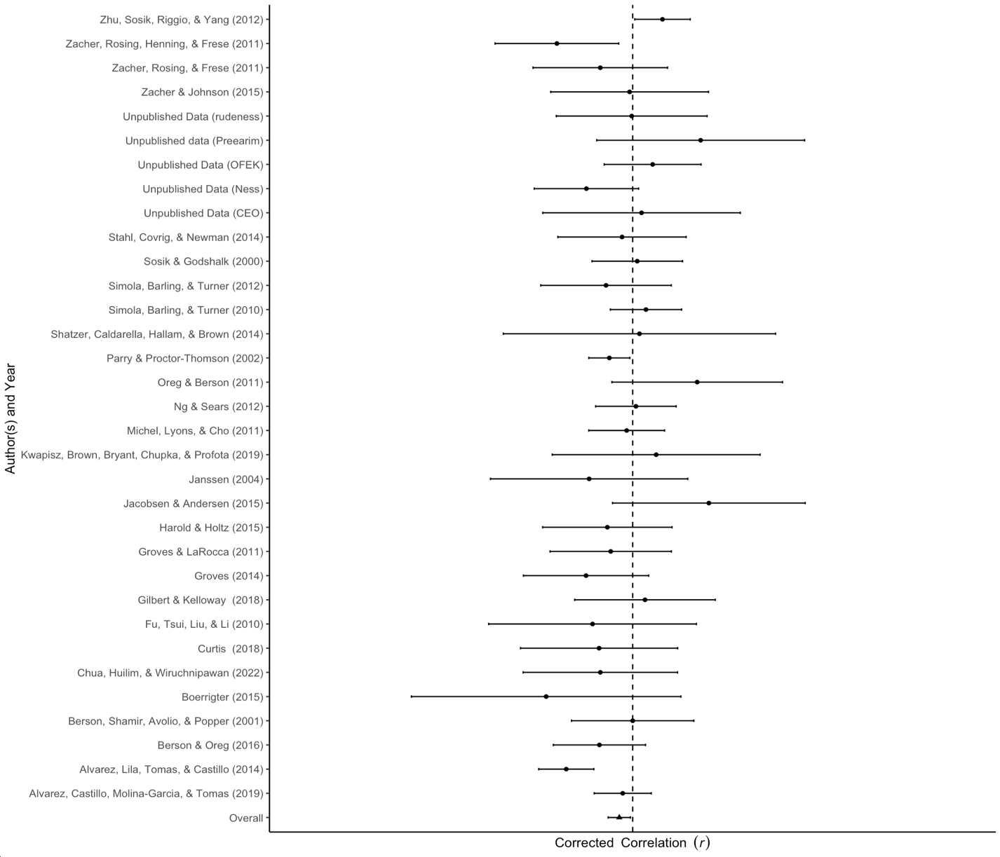 Zhu, Sosik, Riggio, & Yang (2012)
Zacher, Rosing, Henning, & Frese (2011)
Zacher, Rosing, & Frese (2011)
Zacher & Johnson (2015)
Unpublished Data (rudeness)
Unpublished data (Preearim)
Unpublished Data (OFEK)
Unpublished Data (Ness)
Unpublished Data (CEO)
Stahl, Covrig, & Newman (2014)
Sosik & Godshalk (2000)
Simola, Barling, & Turner (2012)
Simola, Barling, & Turner (2010)
Shatzer, Caldarella, Hallam, & Brown (2014)
Parry & Proctor-Thomson (2002)
Oreg & Berson (2011)
Ng & Sears (2012)
Michel, Lyons, & Cho (2011)
Kwapisz, Brown, Bryant, Chupka, & Profota (2019)
Janssen (2004)
Jacobsen & Andersen (2015)
Harold & Holtz (2015)
Groves & LaRocca (2011)
Groves (2014)
Gilbert & Kelloway  (2018)
Fu, Tsui, Liu, & Li (2010)
Curtis  (2018)
Chua, Huilim, & Wiruchnipawan (2022)
Boerrigter (2015)
Berson, Shamir, Avolio, & Popper (2001)
Berson & Oreg (2016)
Alvarez, Lila, Tomas, & Castillo (2014)
Alvarez, Castillo, Molina-Garcia, & Tomas (2019)
Overall
Author(s) and Year
Corrected  Correlation  (r)